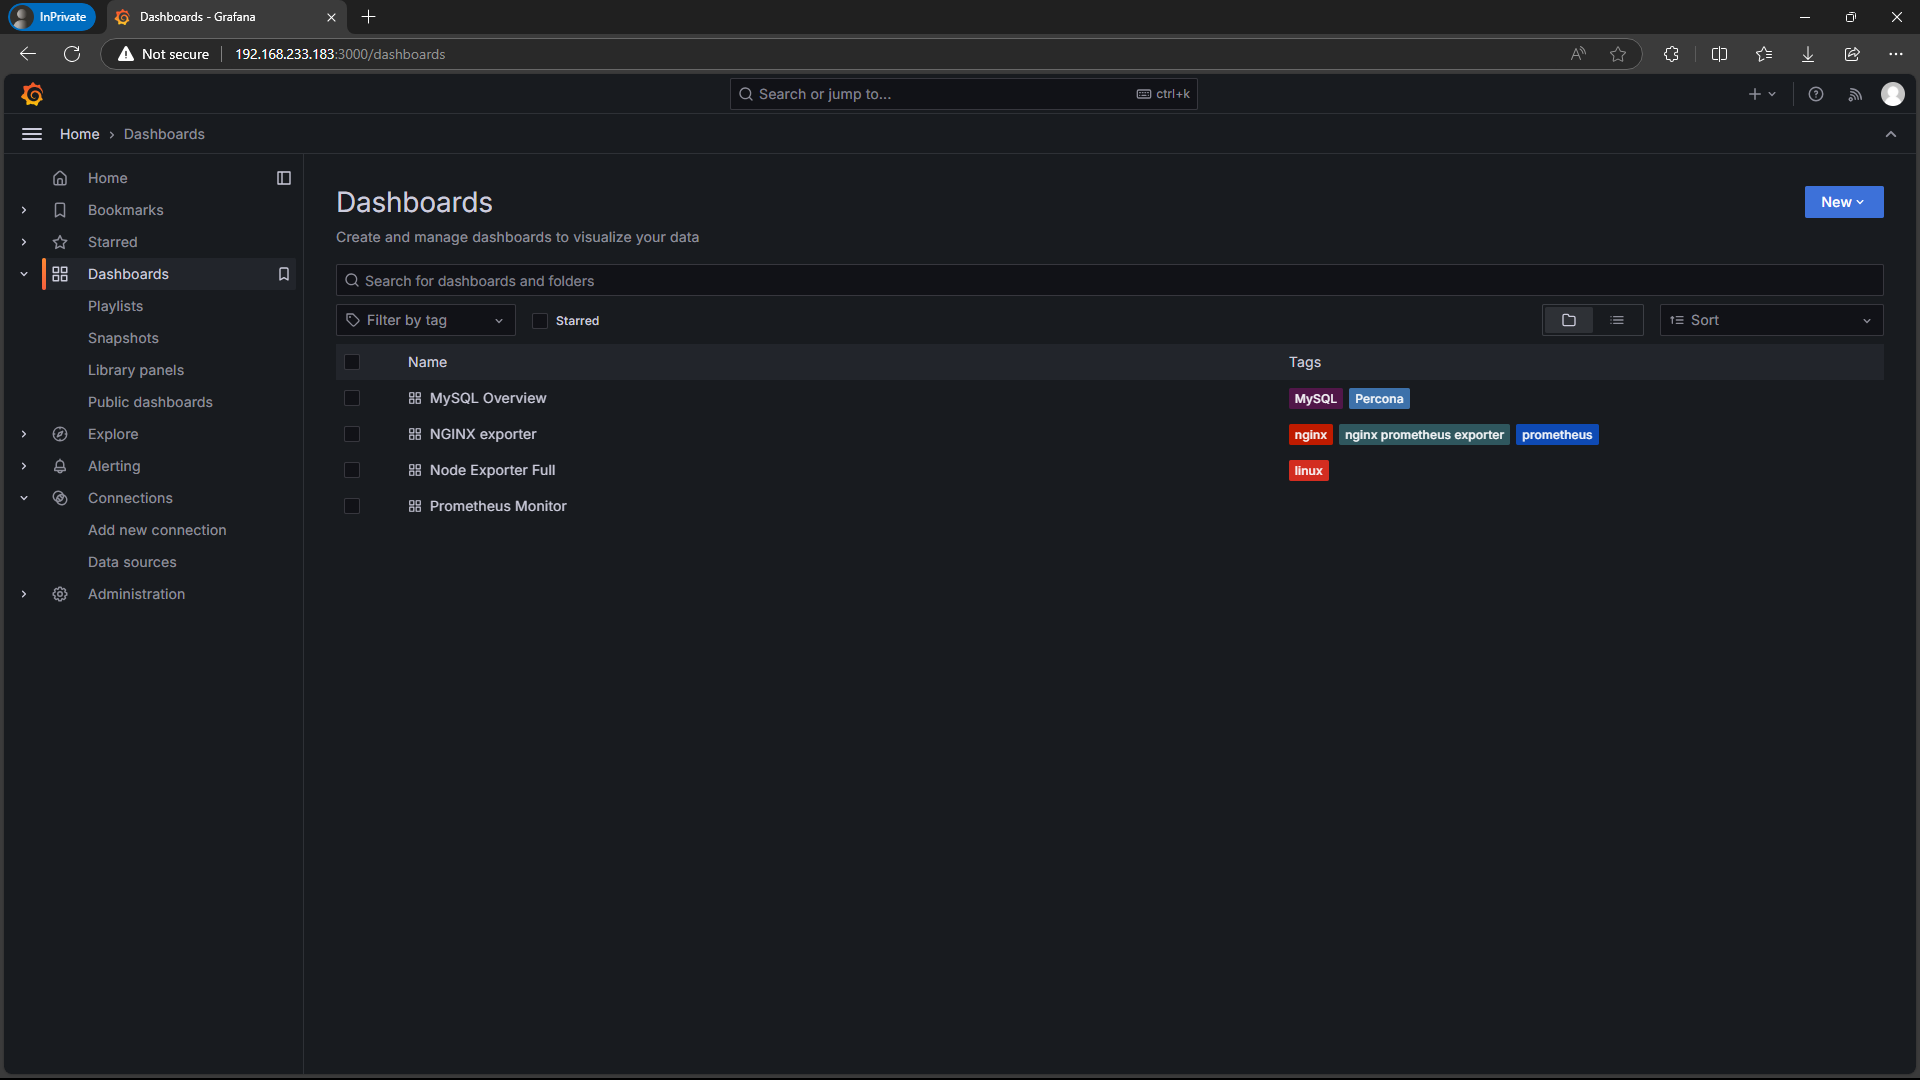 InPrivate
Dashboards - Grafana
Not secure
192.168.233.183:3000/dashboards
Search or jump to...
ctrl+k
Home
Dashboards
Home
Bookmarks
Starred
Dashboards
Playlists
Snapshots
Library panels
Public dashboards
Explore
Alerting
Connections
Add new connection
Data sources
Administration
Dashboards
New
Create and manage dashboards to visualize your data
Search for dashboards and folders
Filter by tag
Starred
Sort
Name Tags
MySQL Overview MySQL Percona
NGINX exporter nginx nginx prometheus exporter prometheus
Node Exporter Full linux
Prometheus Monitor